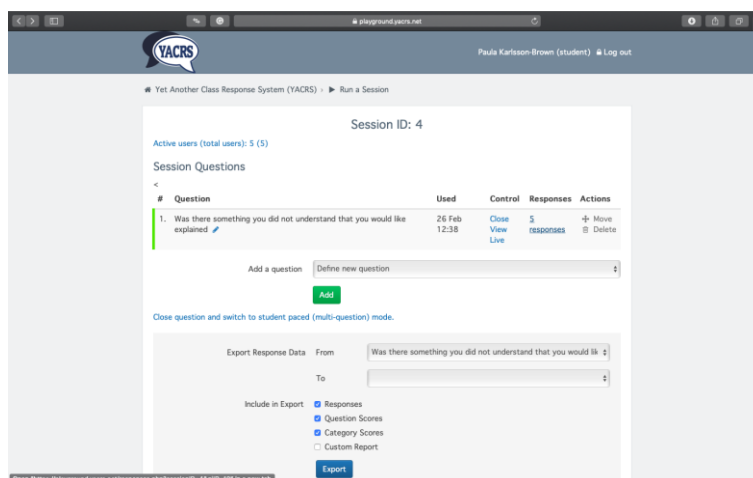 playground.yacrs.net
YACRS
Paula Karlsson-Brown (student) Log out
Yet Another Class Response System (YACRS) › Run a Session
Session ID: 4
Active users (total users): 5 (5)
Session Questions
<
# Question Used Control Responses Actions
1. Was there something you did not understand that you would like 26 Feb Close 5 Move
explained 12:38 View responses Delete
Live
Add a question Define new question
Add
Close question and switch to student paced (multi-question) mode.
Export Response Data From Was there something you did not understand that you would lik
To
Include in Export Responses
Question Scores
Category Scores
Custom Report
Export